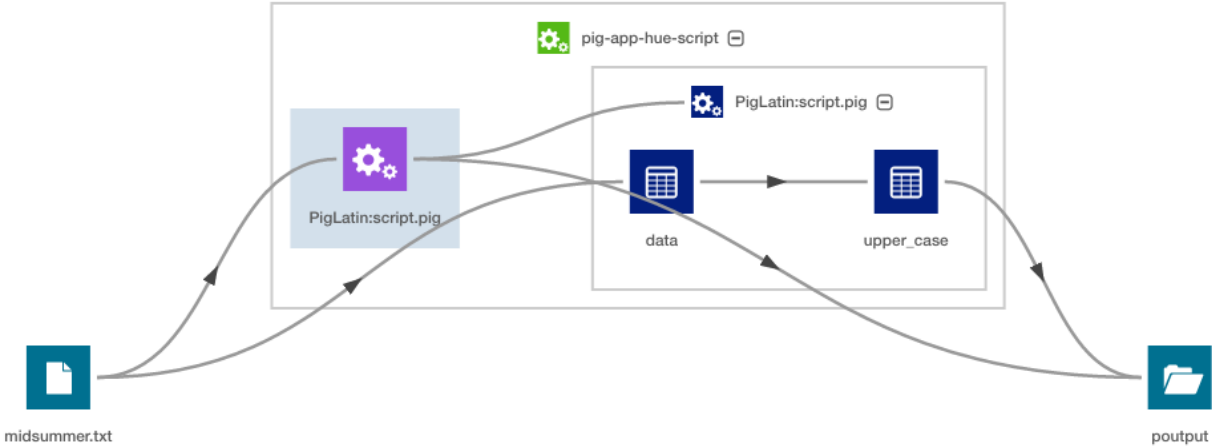 pig-app-hue-script
PigLatin:script.pig
PigLatin:script.pig
data
upper_case
midsummer.txt
poutput